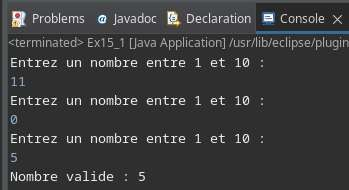 Problems Javadoc Declaration Console
<terminated> Ex15_1 [Java Application] /usr/lib/eclipse/plugin
Entrez un nombre entre 1 et 10 :
11
Entrez un nombre entre 1 et 10 :
0
Entrez un nombre entre 1 et 10 :
5
Nombre valide : 5